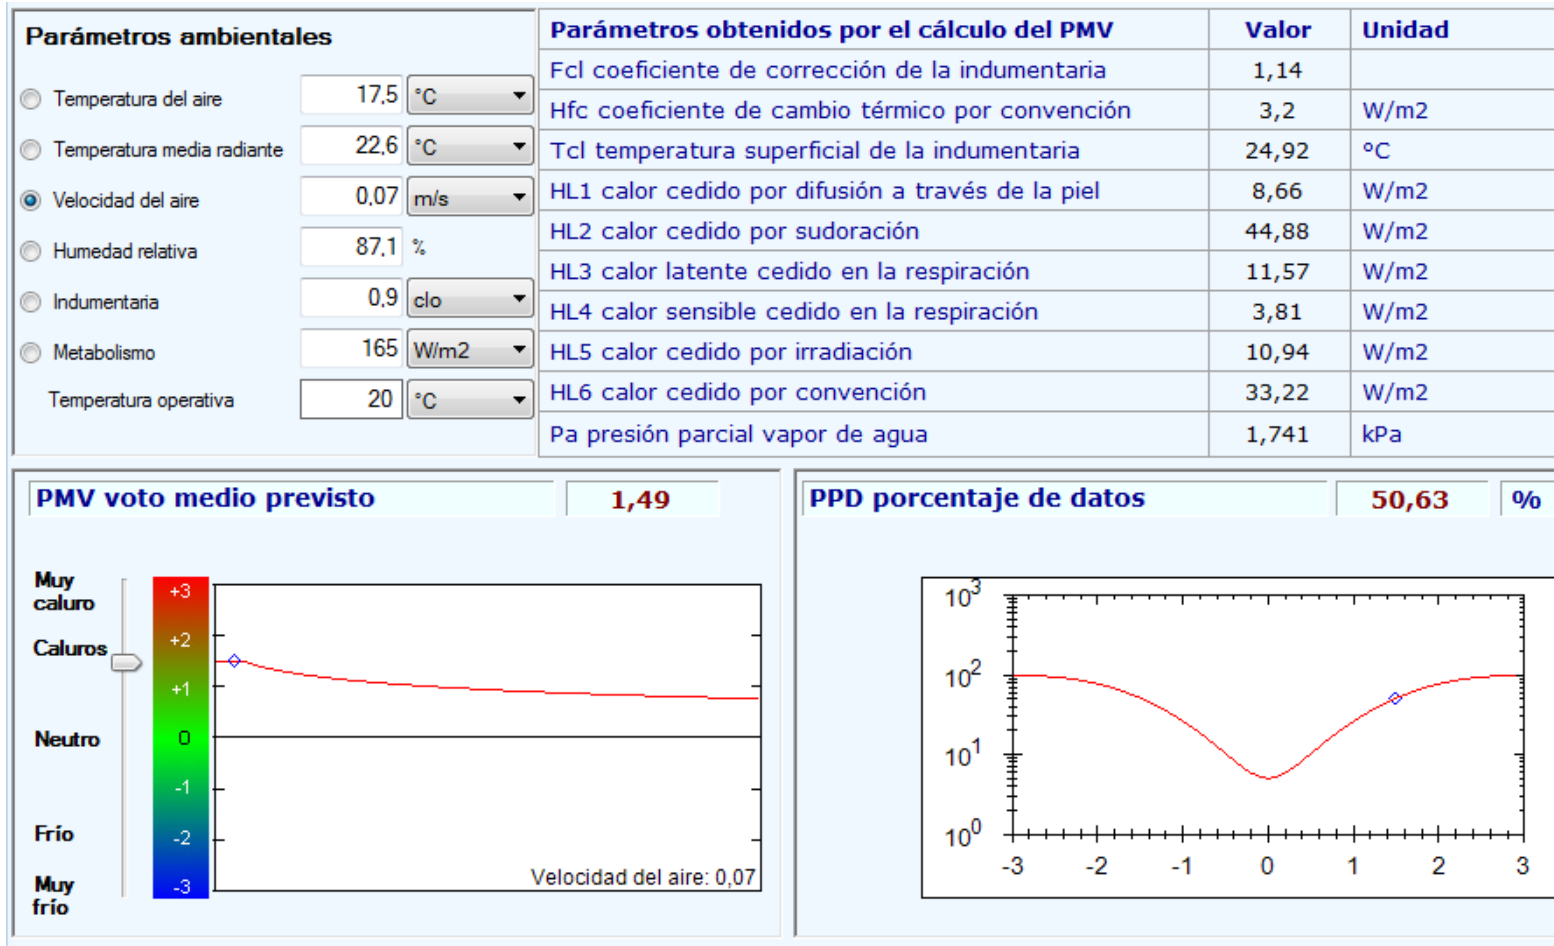 Parámetros ambientales
Temperatura del aire 17,5 °C
Temperatura media radiante 22,6 °C
Velocidad del aire 0,07 m/s
Humedad relativa 87,1 %
Indumentaria 0,9 clo
Metabolismo 165 W/m2
Temperatura operativa 20 °C
Parámetros obtenidos por el cálculo del PMV Valor Unidad
Fcl coeficiente de corrección de la indumentaria 1,14
Hfc coeficiente de cambio térmico por convención 3,2 W/m2
Tcl temperatura superficial de la indumentaria 24,92 °C
HL1 calor cedido por difusión a través de la piel 8,66 W/m2
HL2 calor cedido por sudoración 44,88 W/m2
HL3 calor latente cedido en la respiración 11,57 W/m2
HL4 calor sensible cedido en la respiración 3,81 W/m2
HL5 calor cedido por irradiación 10,94 W/m2
HL6 calor cedido por convención 33,22 W/m2
Pa presión parcial vapor de agua 1,741 kPa
PMV voto medio previsto 1,49
Muy
caluro
Caluros
Neutro
Frío
Muy
frío
+3
+2
+1
0
-1
-2
-3
Velocidad del aire: 0,07
PPD porcentaje de datos 50,63 %
10^3
10^2
10^1
10^0
-3 -2 -1 0 1 2 3